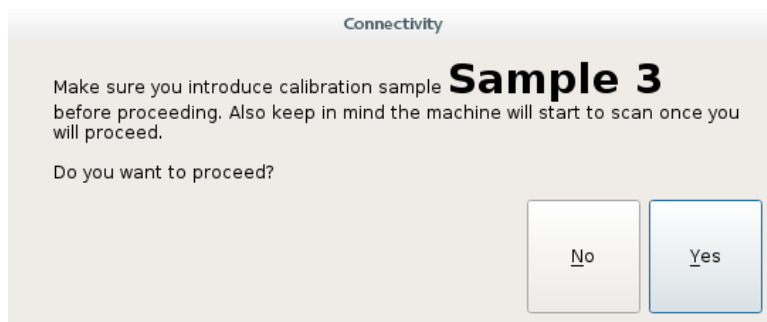 Connectivity
Make sure you introduce calibration sample Sample 3
before proceeding. Also keep in mind the machine will start to scan once you
will proceed.
Do you want to proceed?
No
Yes